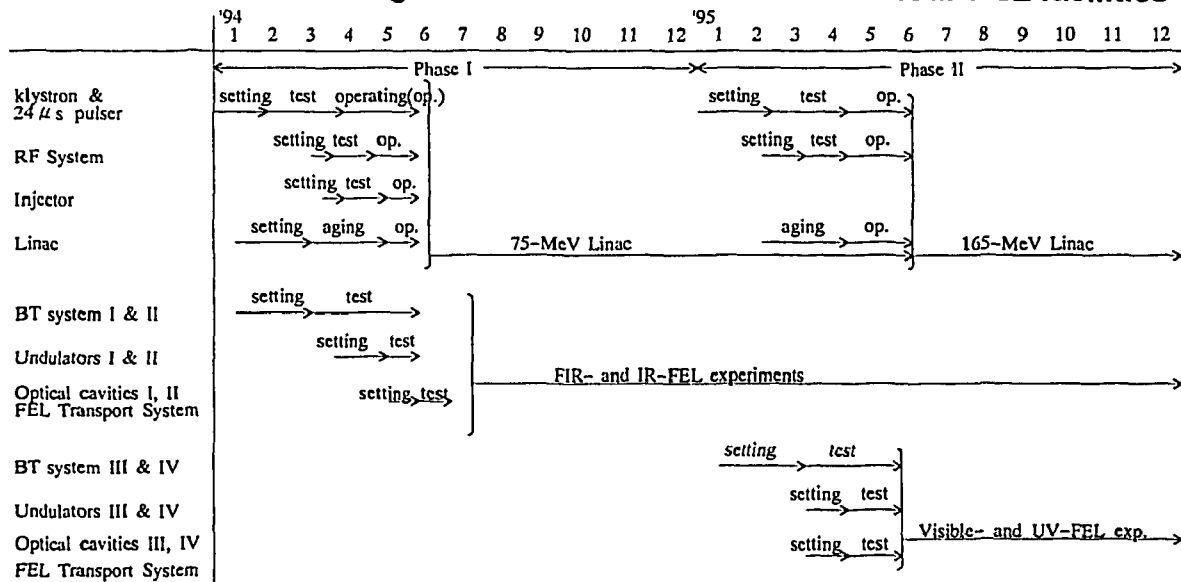 '94 '95
1 2 3 4 5 6 7 8 9 10 11 12 1 2 3 4 5 6 7 8 9 10 11 12
Phase I Phase II
klystron & setting test operating(op.) setting test op.
24 μ s pulser
RF System setting test op. setting test op.
Injector setting test op.
Linac setting aging op. 75-MeV Linac aging op. 165-MeV Linac
BT system I & II setting test
Undulators I & II setting test
FIR- and IR-FEL experiments
Optical cavities I, II setting test
FEL Transport System
BT system III & IV setting test
Undulators III & IV setting test
Visible- and UV-FEL exp.
Optical cavities III, IV setting test
FEL Transport System